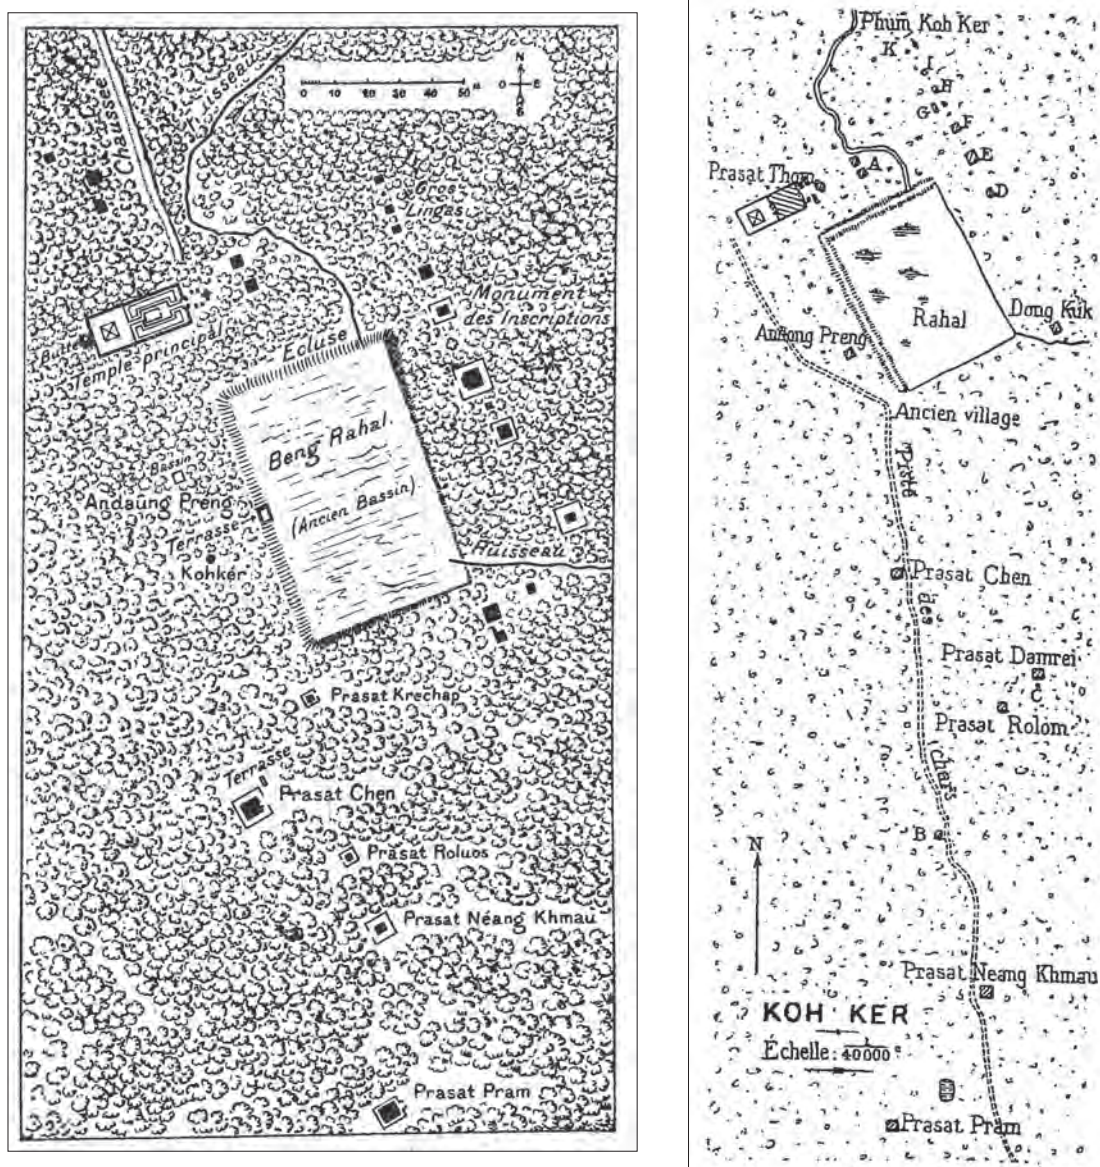 Chaussée
Ruisseau
N
O E
S
0 10 20 30 40 50
Gros
Lingas
Monument
des Inscriptions
Butte
Temple principal
Ecluse
Beng Rahal.
(Ancien Bassin)
Bassin
Andaung Preng
Terrasse
Kohkér
Ruisseau
Prasat Krechap
Terrasse
Prasat Chen
Prasat Roluos
Prasat Néang Khmau
Prasat Pram
Phum Koh Ker
K
I
H
G
F
A
E
Prasat Thom
D
Rahal
Dong Kuk
Preng
Ancien village
Piste
Prasat Chen
des
Prasat Damrei
C
Prasat Rolom
chars
B
N
Prasat Neang Khmau
KOH KER
Échelle: 1/40000e
Prasat Pram